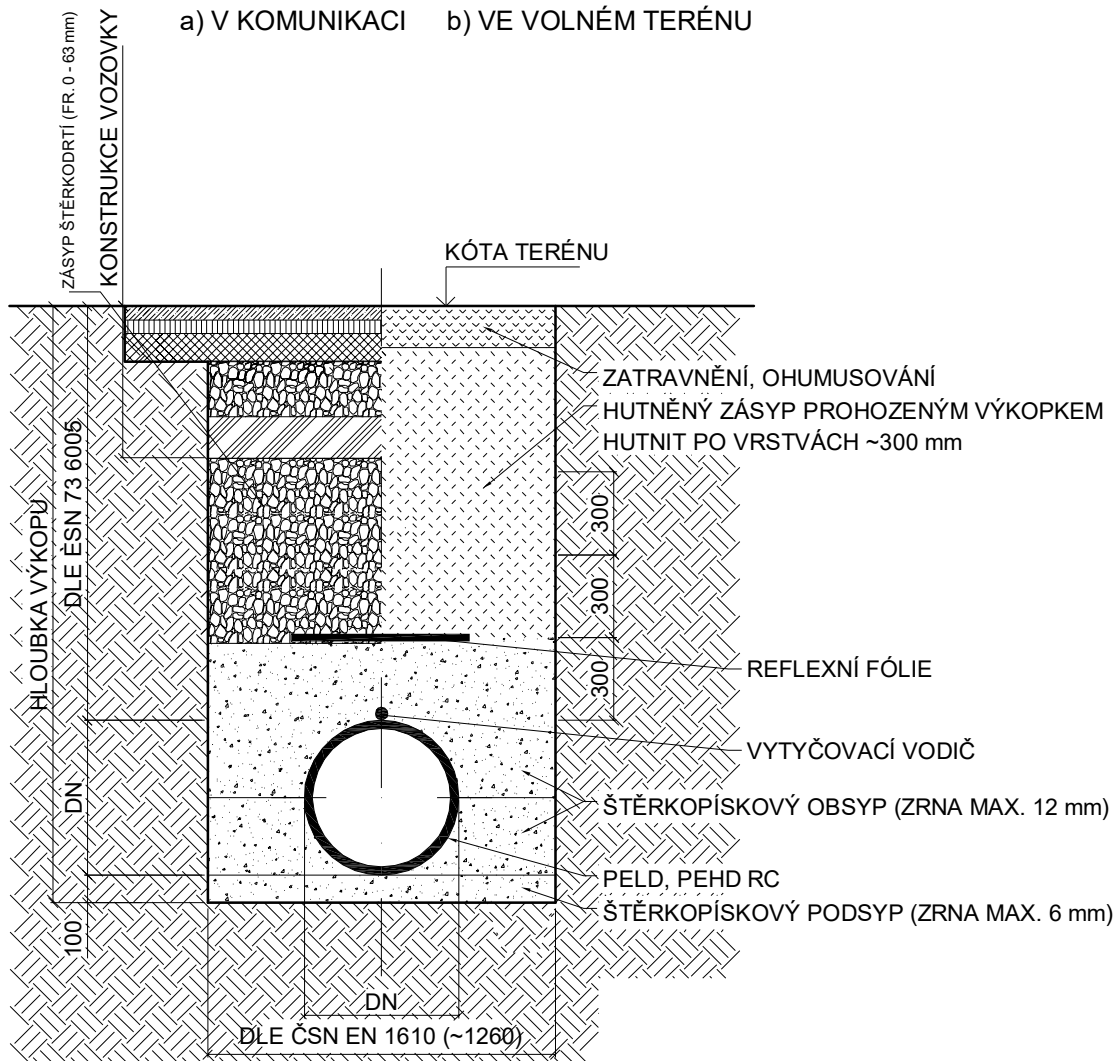 a) V KOMUNIKACI b) VE VOLNÉM TERÉNU
ZÁSYP ŠTĚRKODRTÍ (FR. 0 - 63 mm)
KONSTRUKCE VOZOVKY
KÓTA TERÉNU
ZATRAVNĚNÍ, OHUMUSOVÁNÍ
HUTNĚNÝ ZÁSYP PROHOZENÝM VÝKOPKEM
HUTNIT PO VRSTVÁCH ~300 mm
HLOUBKA VÝKOPU
DLE ÈSN 73 6005
300
300
300
REFLEXNÍ FÓLIE
VYTYČOVACÍ VODIČ
DN
ŠTĚRKOPÍSKOVÝ OBSYP (ZRNA MAX. 12 mm)
PELD, PEHD RC
ŠTĚRKOPÍSKOVÝ PODSYP (ZRNA MAX. 6 mm)
100
DN
DLE ČSN EN 1610 (~1260)